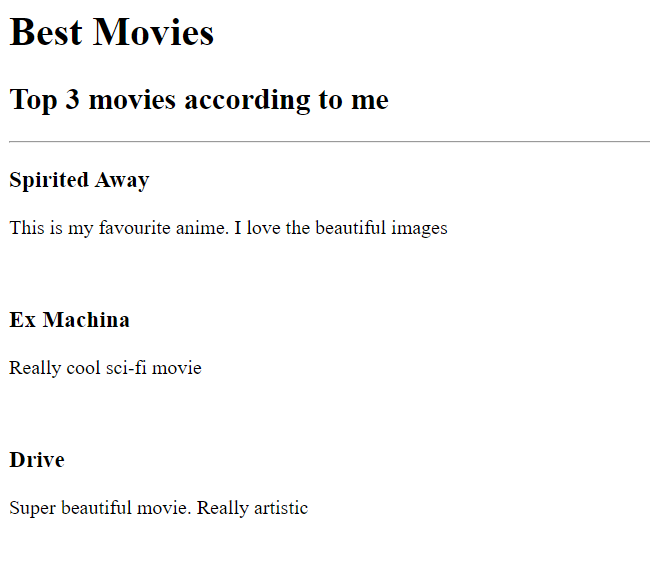 Best Movies
Top 3 movies according to me
Spirited Away
This is my favourite anime. I love the beautiful images
Ex Machina
Really cool sci-fi movie
Drive
Super beautiful movie. Really artistic